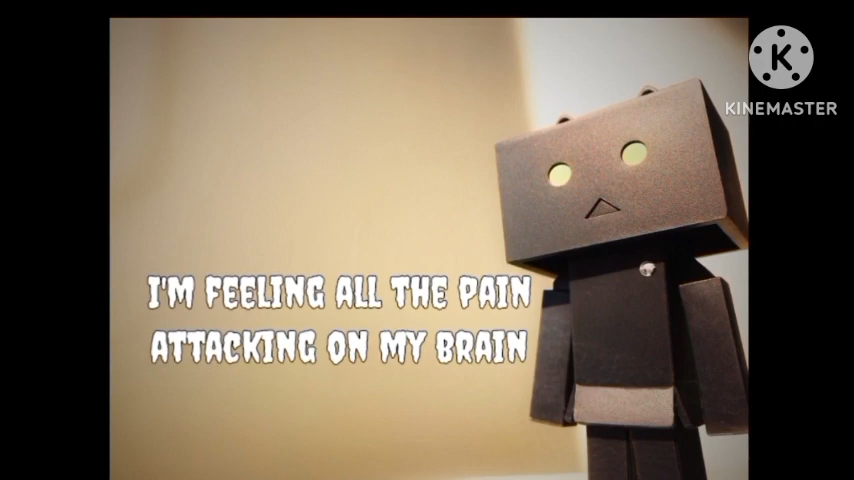 KINEMASTER
I'M FEELING ALL THE PAIN
ATTACKING ON MY BRAIN